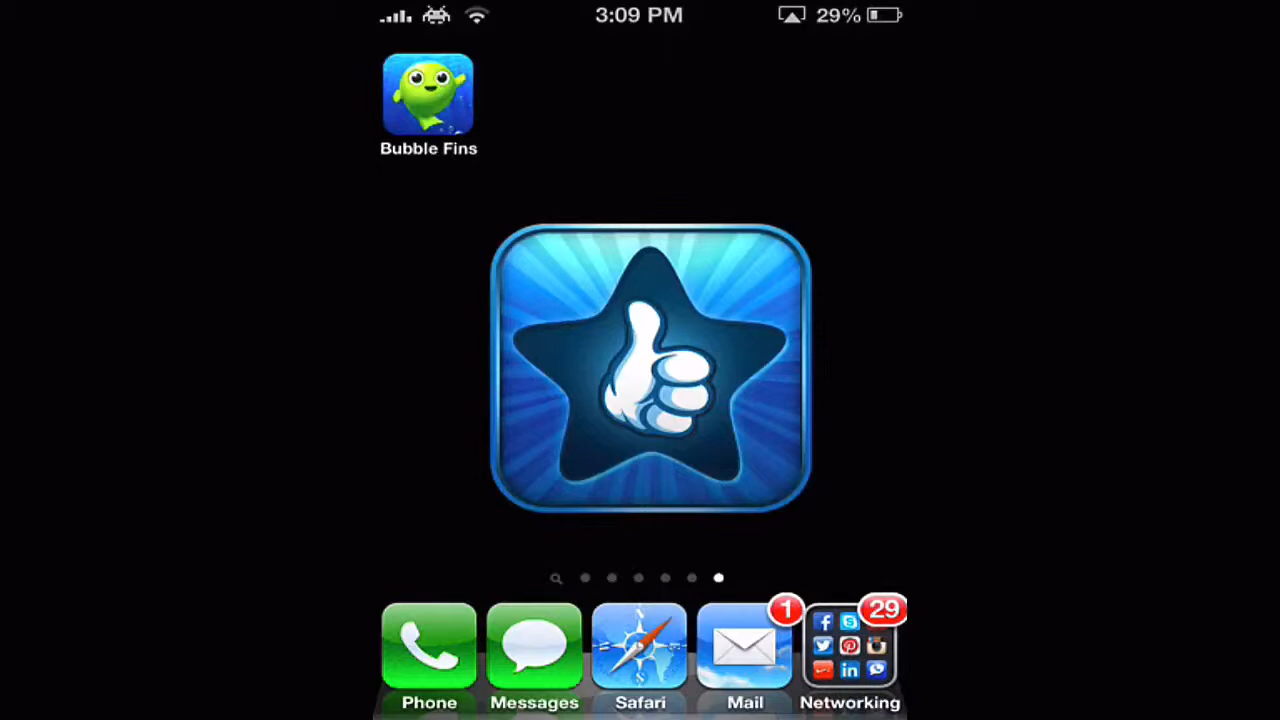 3:09 PM
29%
Bubble Fins
1
29
Phone
Messages
Safari
Mail
Networking